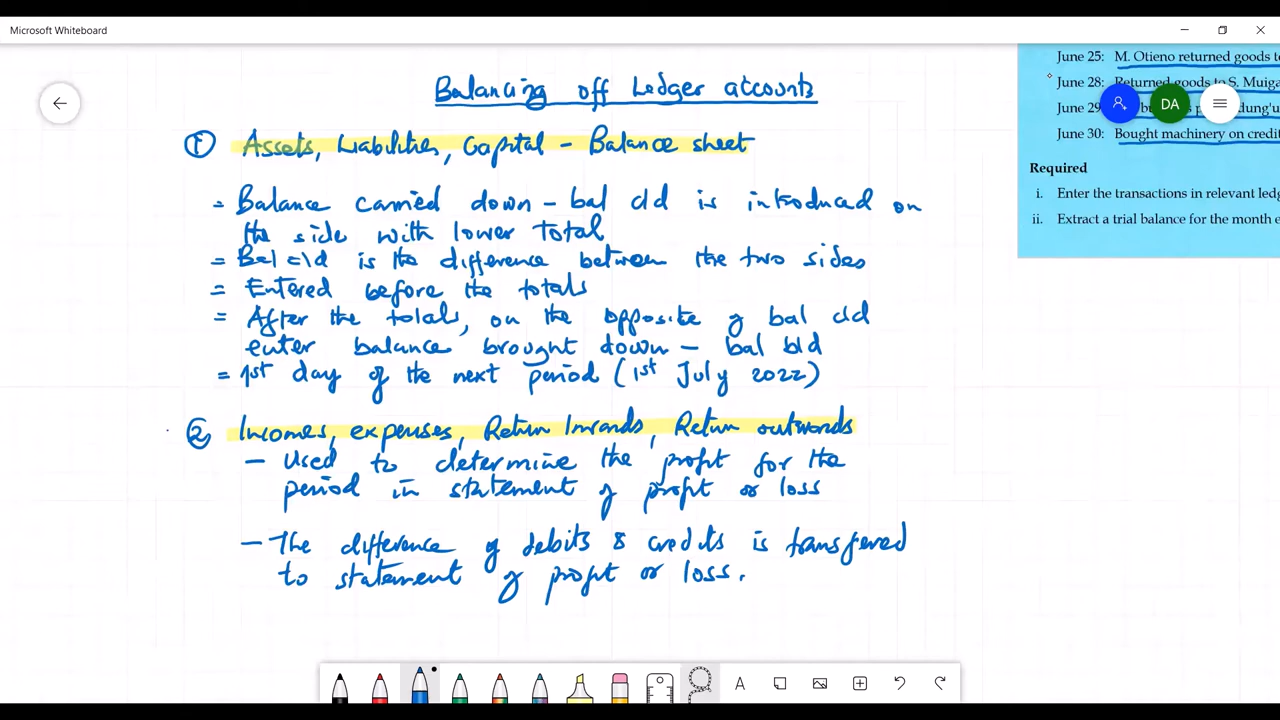 Microsoft Whiteboard
Balancing off Ledger accounts
① Assets, Liabilities, Capital – Balance sheet
= Balance carried down – bal c/d is introduced on
the side with lower total
= Bal c/d is the difference between the two sides
= Entered before the totals
= After the totals, on the opposite of bal c/d
enter balance brought down – bal b/d
= 1st day of the next period (1st July 2022)
② Incomes, expenses, Return Inwards, Return outwards
– Used to determine the profit for the
period in statement of profit or loss
– The difference of debits & credits is transferred
to statement of profit or loss.
June 25: M. Otieno returned goods to
June 28: Returned goods to S. Muiga
June 29
DA
June 30: Bought machinery on credit
Required
i. Enter the transactions in relevant led
ii. Extract a trial balance for the month e
A